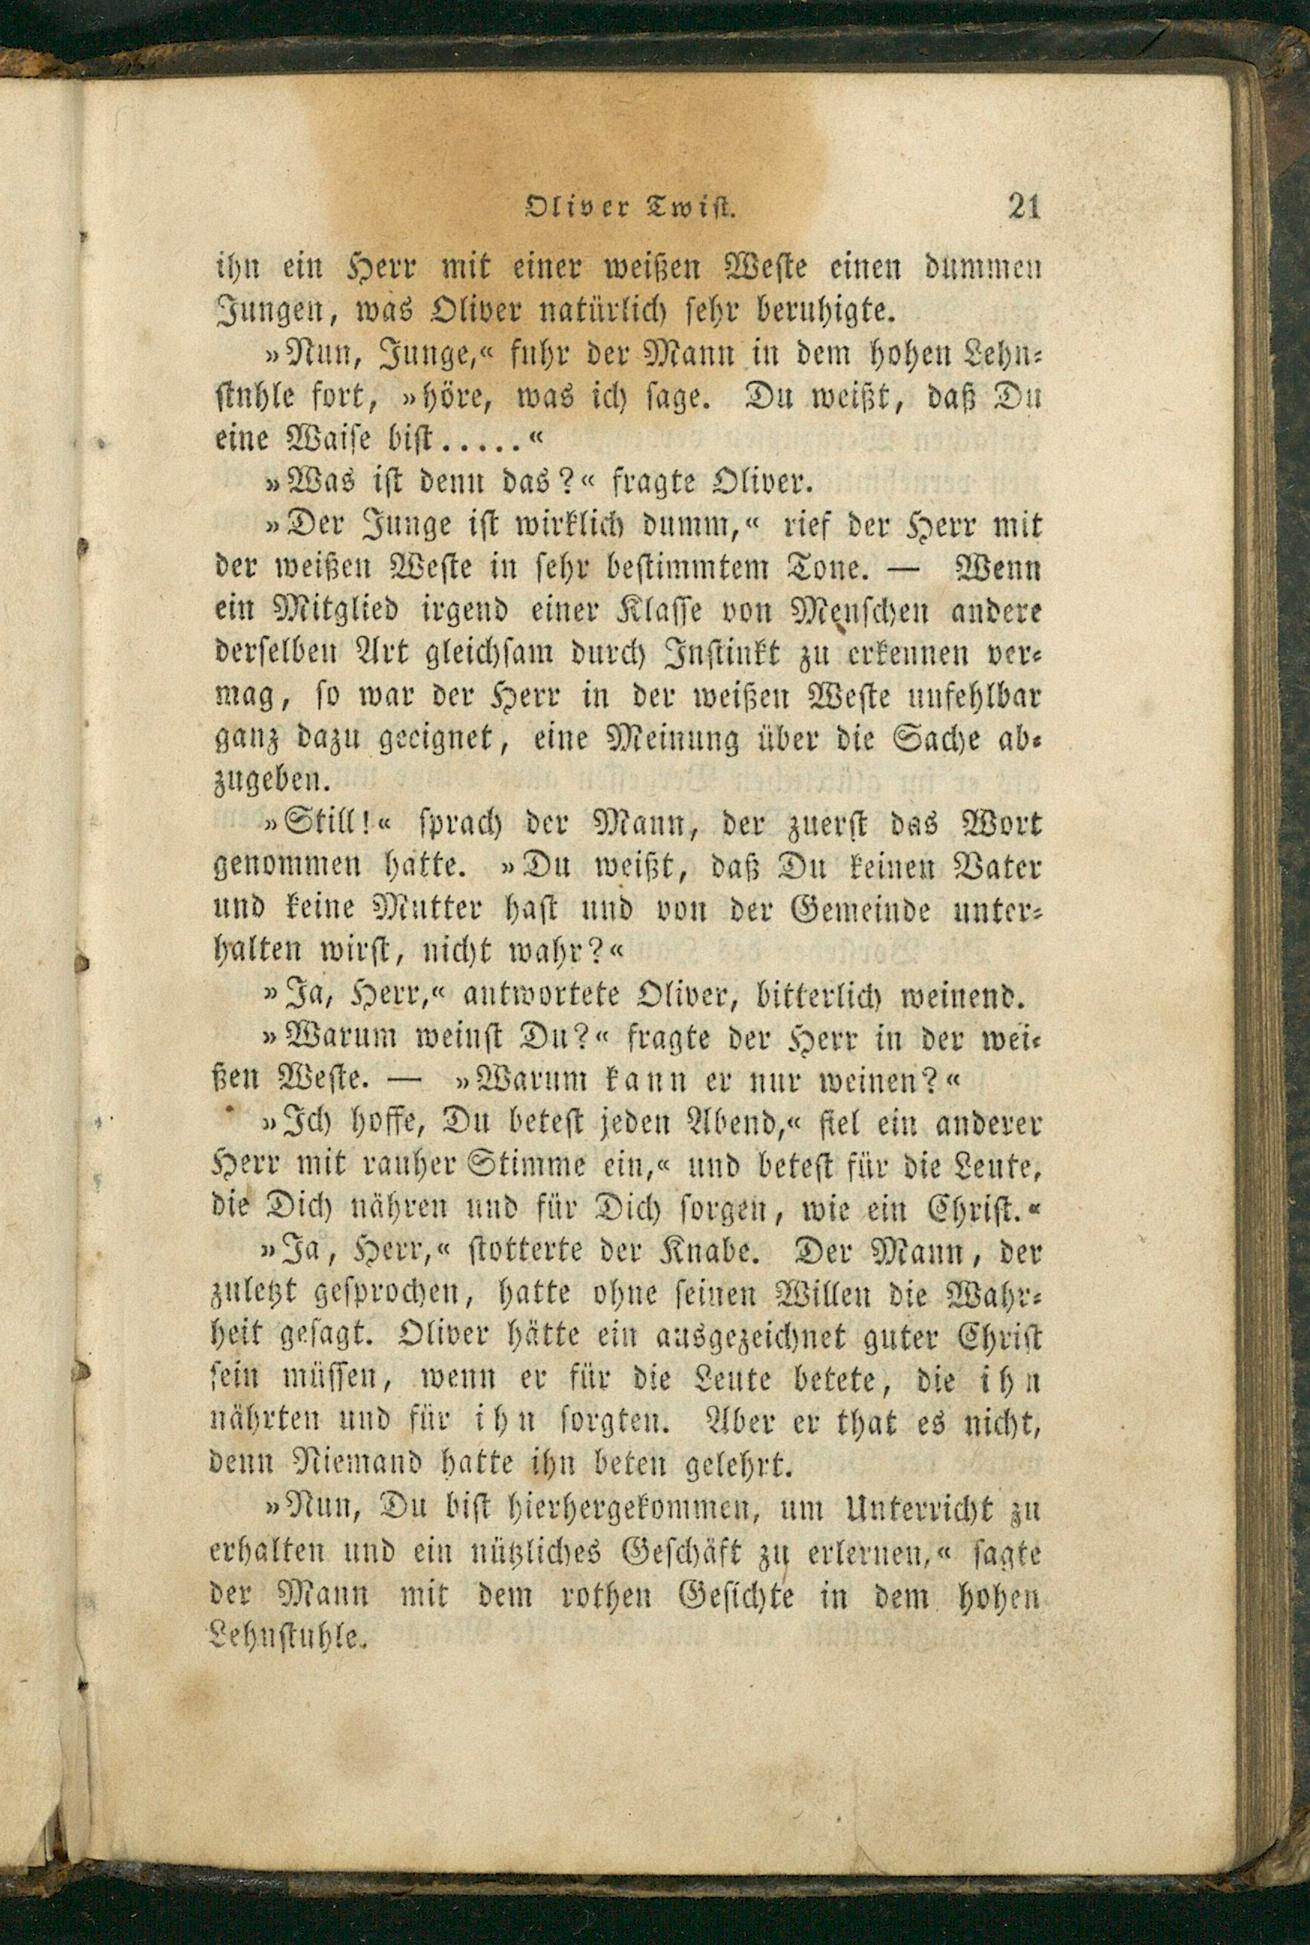 Oliver Twist. 21
ihn ein Herr mit einer weißen Weste einen dummen
Jungen, was Oliver natürlich sehr beruhigte.
»Nun, Junge,« fuhr der Mann in dem hohen Lehn-
stuhle fort, »höre, was ich sage. Du weißt, daß Du
eine Waise bist.....«
»Was ist denn das?« fragte Oliver.
»Der Junge ist wirklich dumm,« rief der Herr mit
der weißen Weste in sehr bestimmtem Tone. — Wenn
ein Mitglied irgend einer Klasse von Menschen andere
derselben Art gleichsam durch Instinkt zu erkennen ver-
mag, so war der Herr in der weißen Weste unfehlbar
ganz dazu geeignet, eine Meinung über die Sache ab-
zugeben.
»Still!« sprach der Mann, der zuerst das Wort
genommen hatte. »Du weißt, daß Du keinen Vater
und keine Mutter hast und von der Gemeinde unter-
halten wirst, nicht wahr?«
»Ja, Herr,« antwortete Oliver, bitterlich weinend.
»Warum weinst Du?« fragte der Herr in der wei-
ßen Weste. — »Warum kann er nur weinen?«
»Ich hoffe, Du betest jeden Abend,« fiel ein anderer
Herr mit rauher Stimme ein,« und betest für die Leute,
die Dich nähren und für Dich sorgen, wie ein Christ.«
»Ja, Herr,« stotterte der Knabe. Der Mann, der
zuletzt gesprochen, hatte ohne seinen Willen die Wahr-
heit gesagt. Oliver hätte ein ausgezeichnet guter Christ
sein müssen, wenn er für die Leute betete, die ihn
nährten und für ihn sorgten. Aber er that es nicht,
denn Niemand hatte ihn beten gelehrt.
»Nun, Du bist hierhergekommen, um Unterricht zu
erhalten und ein nützliches Geschäft zu erlernen,« sagte
der Mann mit dem rothen Gesichte in dem hohen
Lehnstuhle.